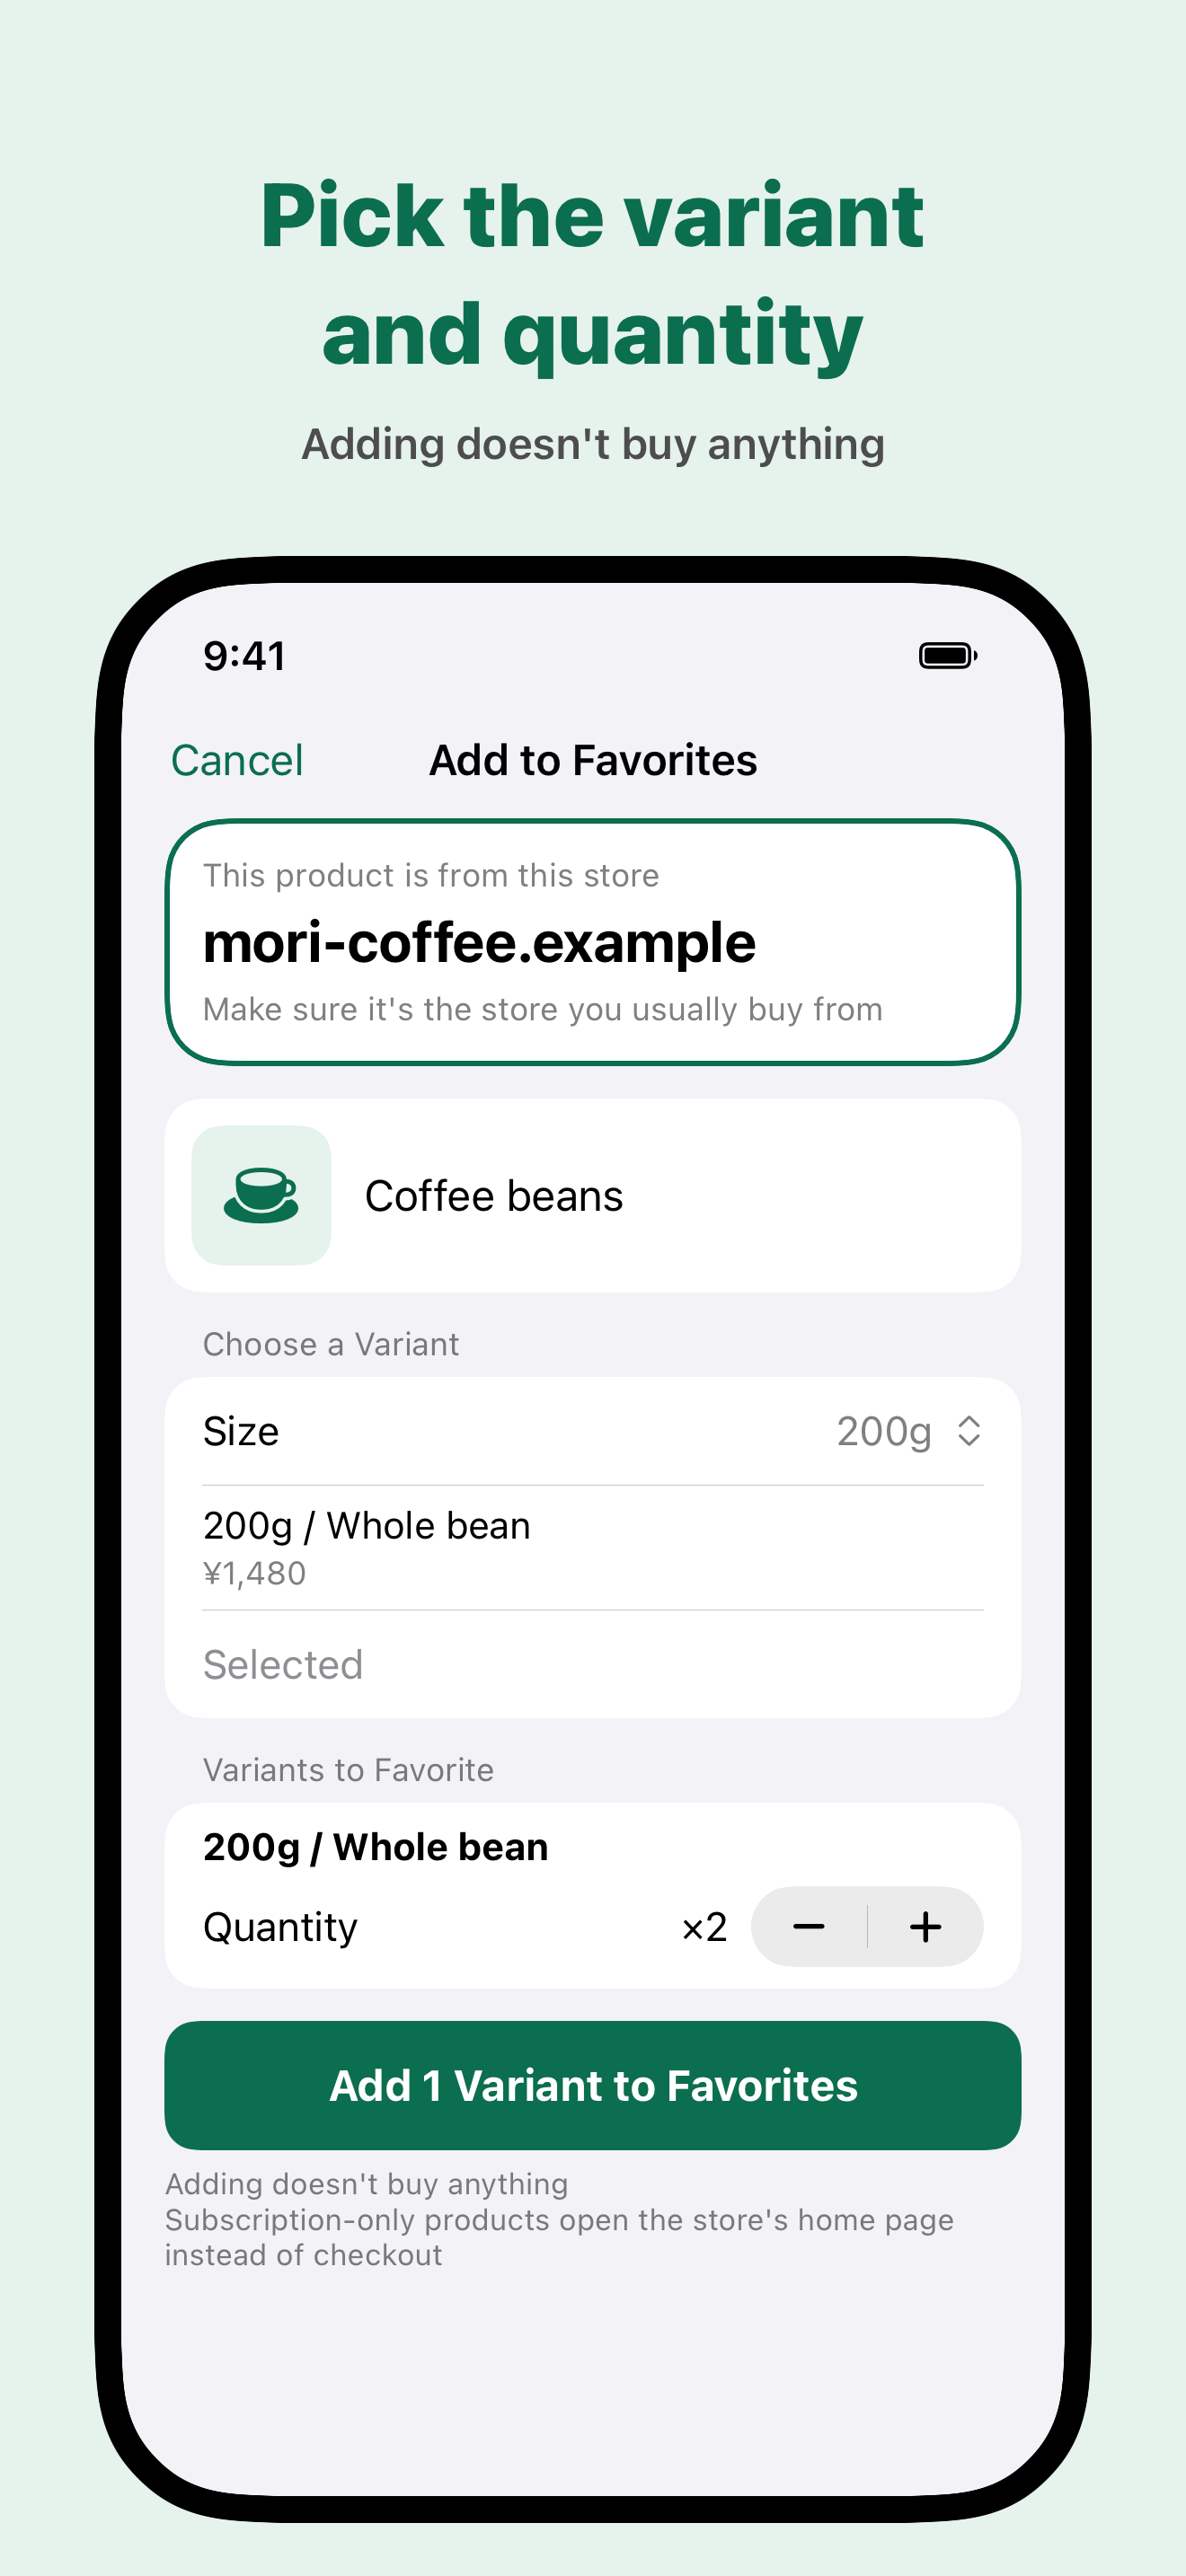 Pick the variant
and quantity
Adding doesn't buy anything
9:41
Cancel
Add to Favorites
This product is from this store
mori-coffee.example
Make sure it's the store you usually buy from
Coffee beans
Choose a Variant
Size
200g
200g / Whole bean
¥1,480
Selected
Variants to Favorite
200g / Whole bean
Quantity
×2
Add 1 Variant to Favorites
Adding doesn't buy anything
Subscription-only products open the store's home page
instead of checkout